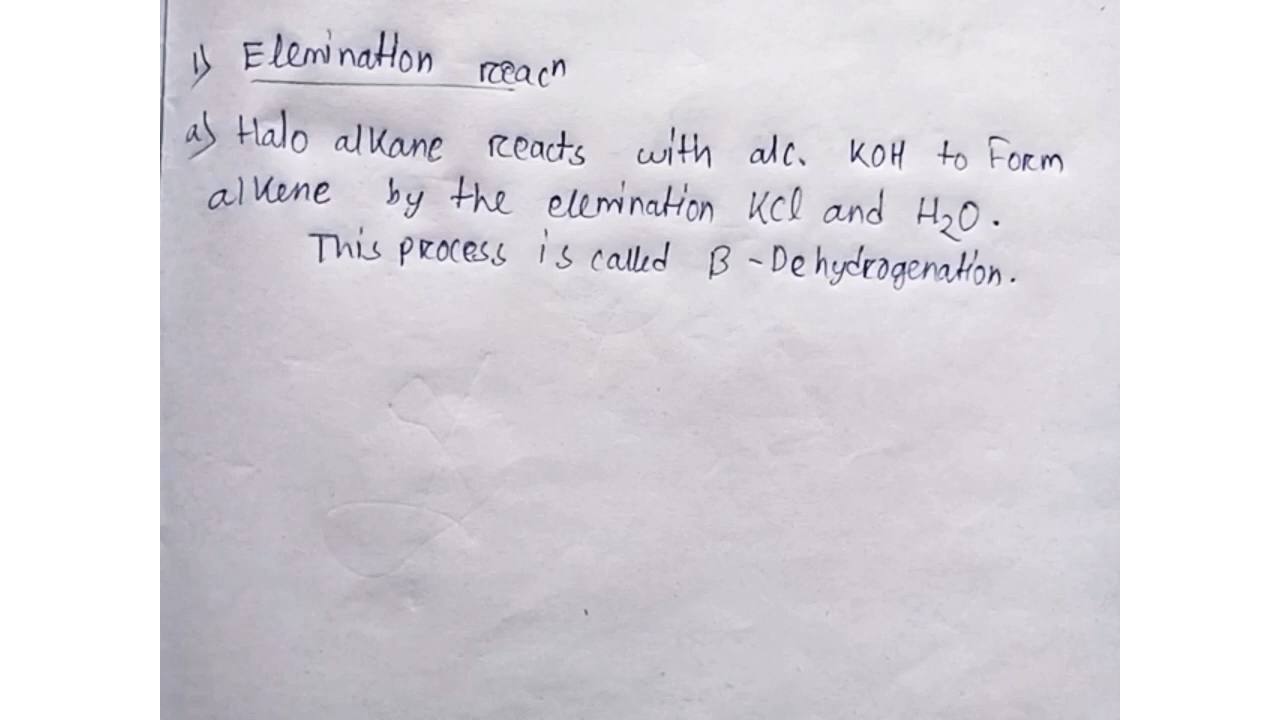 1) Elemination reacn
a) Halo alkane reacts with alc. KOH to Form
alkene by the elemination KCl and H₂O.
This process is called β-Dehydrogenation.